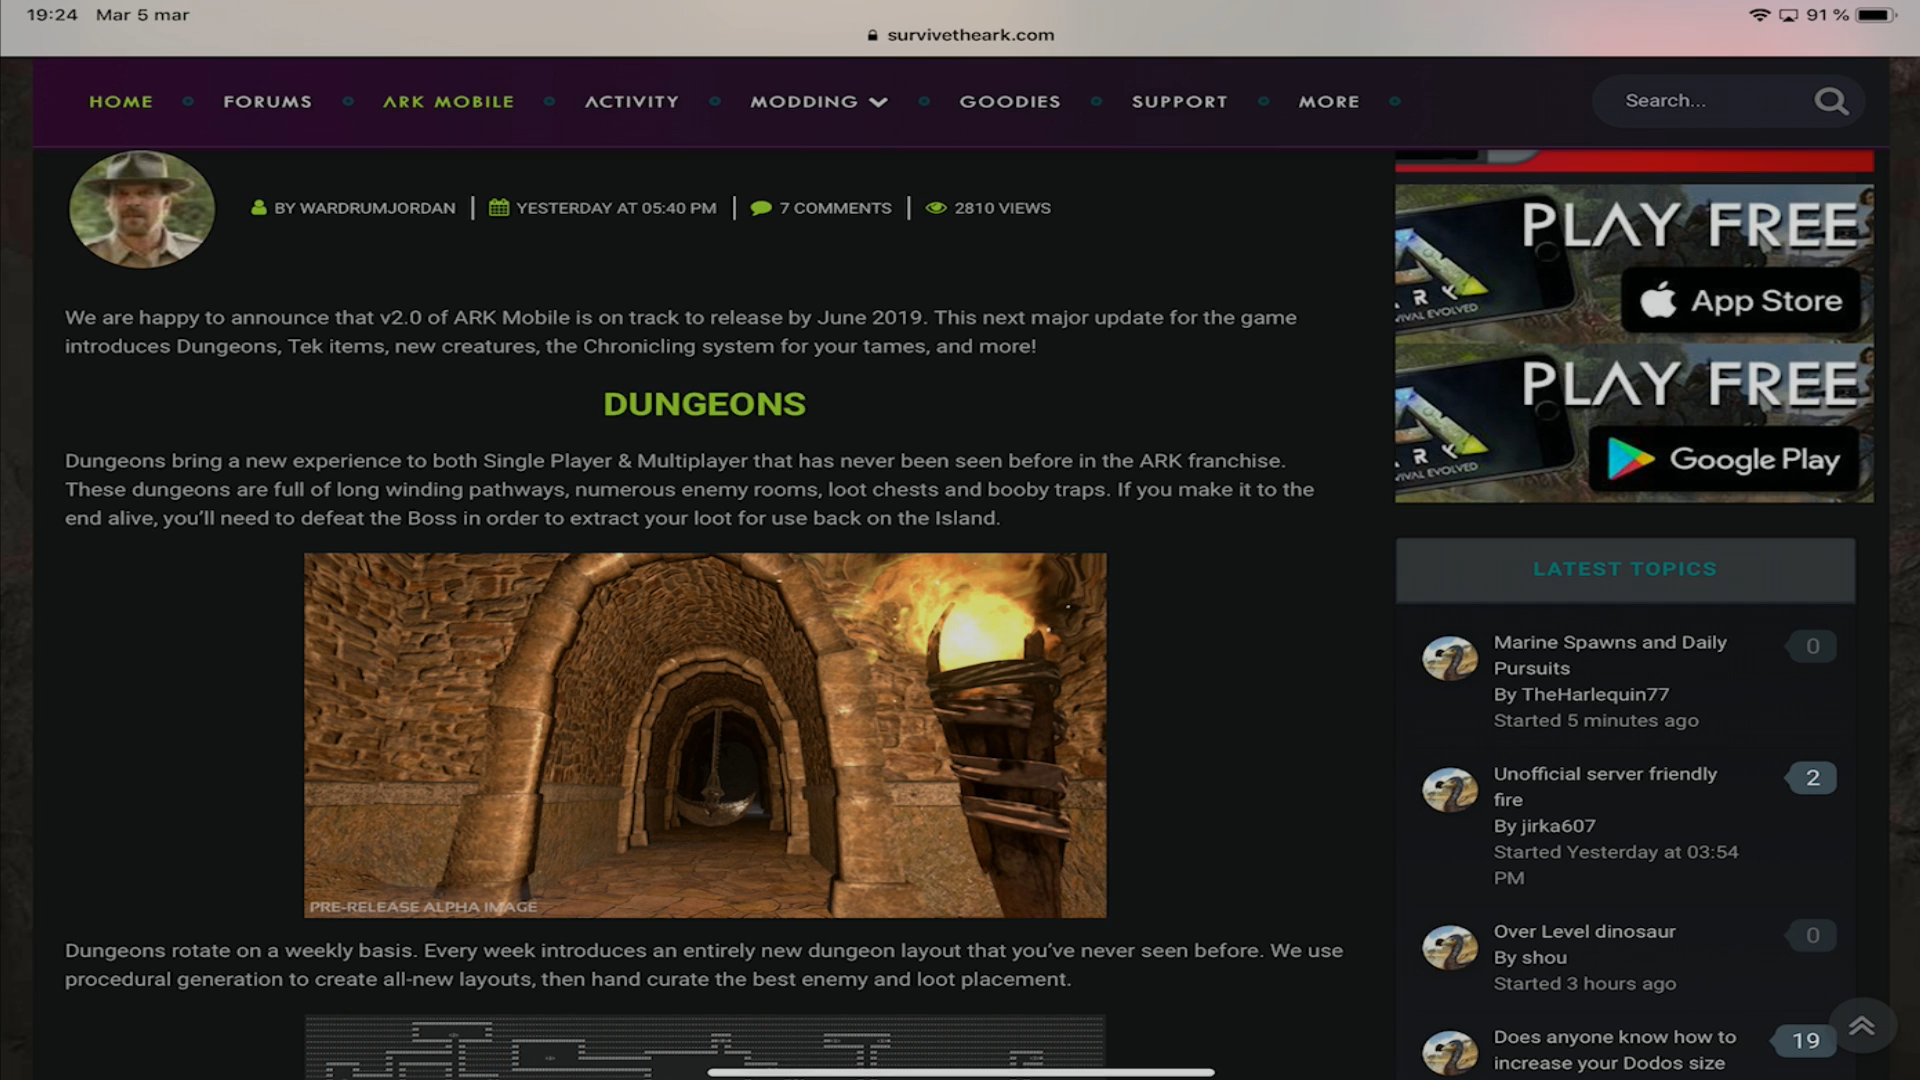 19:24 Mar 5 mar
91 %
survivetheark.com
HOME FORUMS ARK MOBILE ACTIVITY MODDING GOODIES SUPPORT MORE
Search...
BY WARDRUMJORDAN | YESTERDAY AT 05:40 PM | 7 COMMENTS | 2810 VIEWS
We are happy to announce that v2.0 of ARK Mobile is on track to release by June 2019. This next major update for the game
introduces Dungeons, Tek items, new creatures, the Chronicling system for your tames, and more!
DUNGEONS
Dungeons bring a new experience to both Single Player & Multiplayer that has never been seen before in the ARK franchise.
These dungeons are full of long winding pathways, numerous enemy rooms, loot chests and booby traps. If you make it to the
end alive, you'll need to defeat the Boss in order to extract your loot for use back on the Island.
PRE-RELEASE ALPHA IMAGE
Dungeons rotate on a weekly basis. Every week introduces an entirely new dungeon layout that you've never seen before. We use
procedural generation to create all-new layouts, then hand curate the best enemy and loot placement.
PLAY FREE
App Store
PLAY FREE
Google Play
LATEST TOPICS
Marine Spawns and Daily
Pursuits
By TheHarlequin77
Started 5 minutes ago
0
Unofficial server friendly
fire
By jirka607
Started Yesterday at 03:54
PM
2
Over Level dinosaur
By shou
Started 3 hours ago
0
Does anyone know how to
increase your Dodos size
19